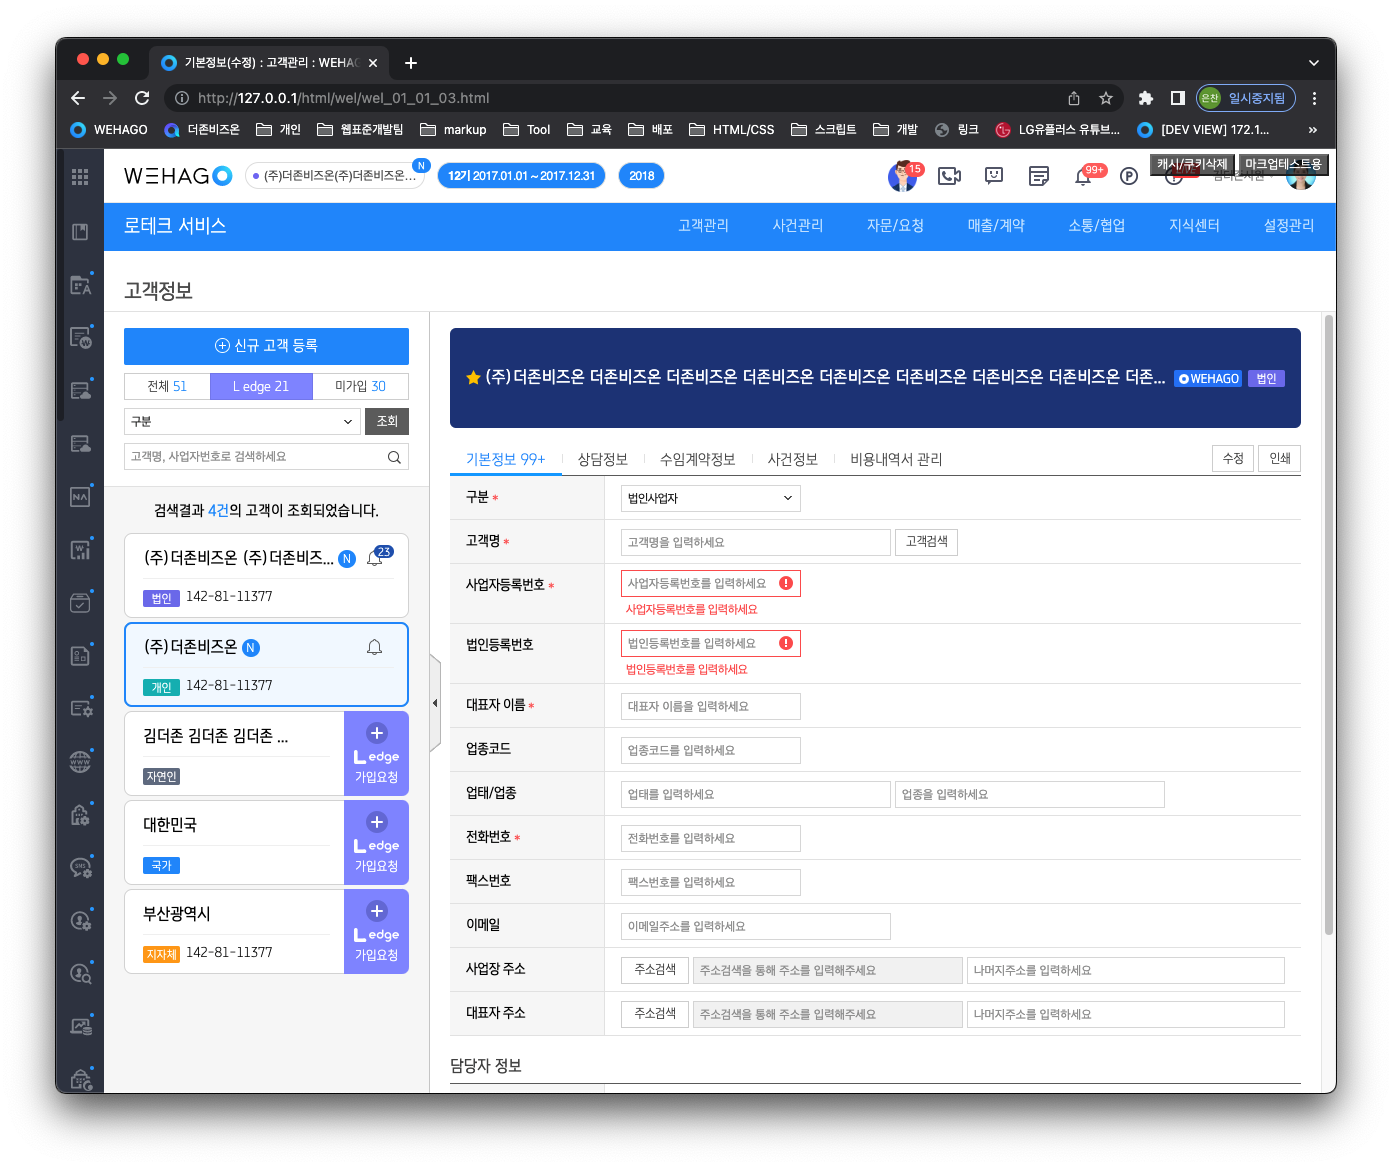 기본정보(수정) : 고객관리 : WEHAG
http://127.0.0.1/html/wel/wel_01_01_03.html
은찬 일시중지됨
WEHAGO 더존비즈온 개인 웹표준개발팀 markup Tool 교육 배포 HTML/CSS 스크립트 개발 링크 LG유플러스 유튜브... [DEV VIEW] 172.1... »
WEHAGO
(주)더존비즈온(주)더존비즈온... N
12기 2017.01.01 ~ 2017.12.31
2018
15
99+
캐시/쿠키삭제
마크업테스트용
로테크 서비스
고객관리 사건관리 자문/요청 매출/계약 소통/협업 지식센터 설정관리
고객정보
신규 고객 등록
전체 51 L edge 21 미가입 30
구분 조회
고객명, 사업자번호로 검색하세요
검색결과 4건의 고객이 조회되었습니다.
(주)더존비즈온 (주)더존비즈... N 23
법인 142-81-11377
(주)더존비즈온 N
개인 142-81-11377
김더존 김더존 김더존 ...
자연인
Ledge
가입요청
대한민국
국가
Ledge
가입요청
부산광역시
지자체 142-81-11377
Ledge
가입요청
(주)더존비즈온 더존비즈온 더존비즈온 더존비즈온 더존비즈온 더존비즈온 더존비즈온 더존비즈온 더존... WEHAGO 법인
기본정보 99+ 상담정보 수임계약정보 사건정보 비용내역서 관리 수정 인쇄
구분 * 법인사업자
고객명 * 고객명을 입력하세요 고객검색
사업자등록번호 * 사업자등록번호를 입력하세요
사업자등록번호를 입력하세요
법인등록번호 법인등록번호를 입력하세요
법인등록번호를 입력하세요
대표자 이름 * 대표자 이름을 입력하세요
업종코드 업종코드를 입력하세요
업태/업종 업태를 입력하세요 업종을 입력하세요
전화번호 * 전화번호를 입력하세요
팩스번호 팩스번호를 입력하세요
이메일 이메일주소를 입력하세요
사업장 주소 주소검색 주소검색을 통해 주소를 입력해주세요 나머지주소를 입력하세요
대표자 주소 주소검색 주소검색을 통해 주소를 입력해주세요 나머지주소를 입력하세요
담당자 정보